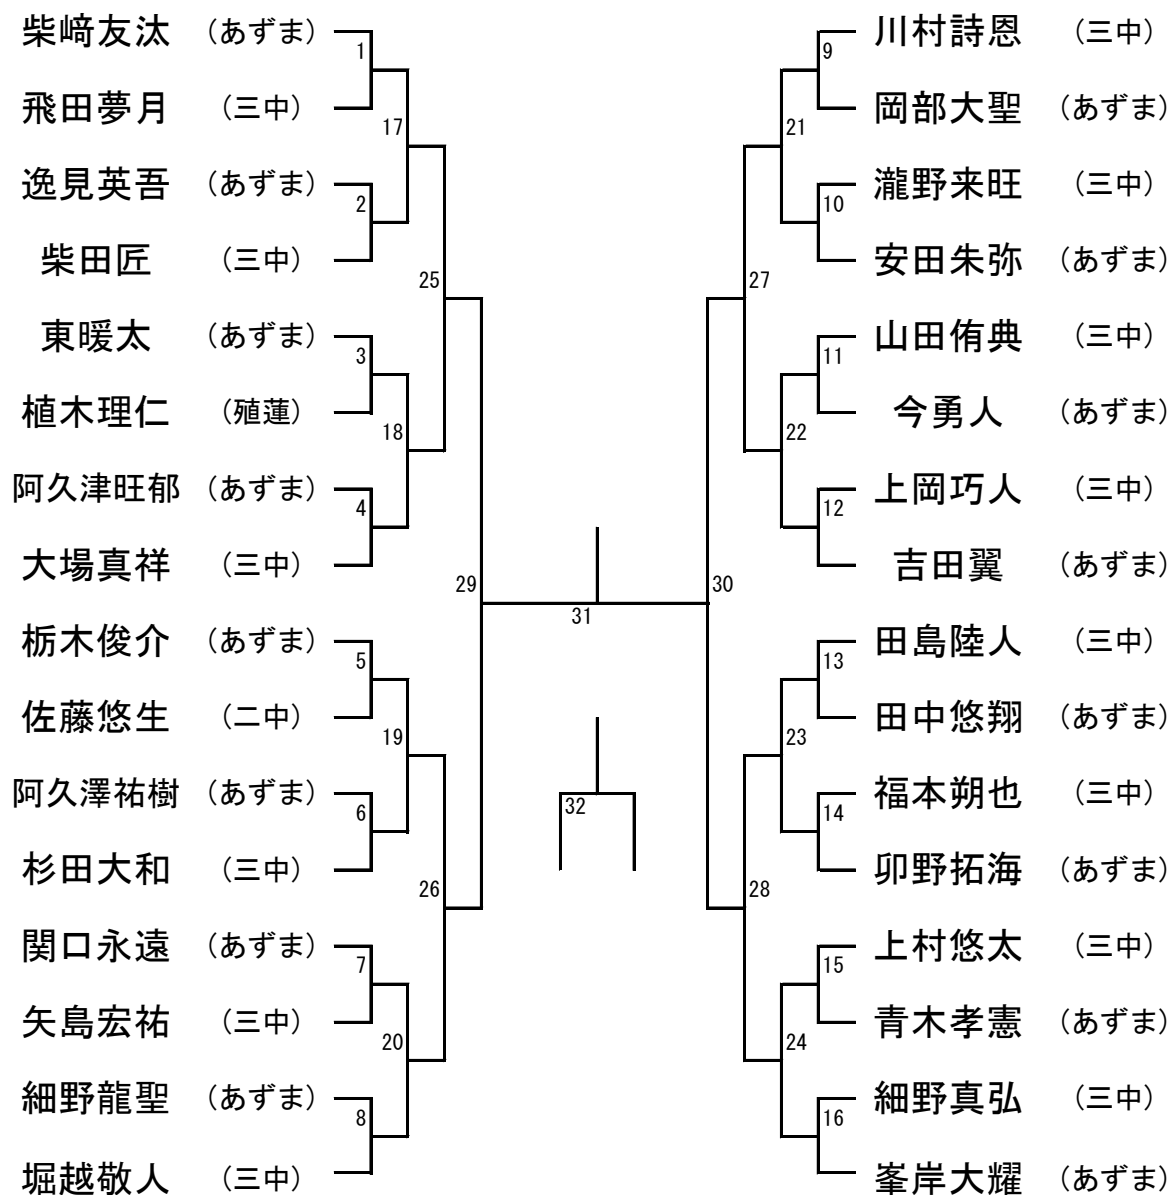 柴﨑友汰 (あずま)
1
飛田夢月 (三中)
17
逸見英吾 (あずま)
2
柴田匠 (三中)
25
東暖太 (あずま)
3
植木理仁 (殖蓮)
18
阿久津旺郁 (あずま)
4
大場真祥 (三中)
29
栃木俊介 (あずま)
5
佐藤悠生 (二中)
19
阿久澤祐樹 (あずま)
6
杉田大和 (三中)
26
関口永遠 (あずま)
7
矢島宏祐 (三中)
20
細野龍聖 (あずま)
8
堀越敬人 (三中)
31
32
川村詩恩 (三中)
9
岡部大聖 (あずま)
21
瀧野来旺 (三中)
10
安田朱弥 (あずま)
27
山田侑典 (三中)
11
今勇人 (あずま)
22
上岡巧人 (三中)
12
吉田翼 (あずま)
30
田島陸人 (三中)
13
田中悠翔 (あずま)
23
福本朔也 (三中)
14
卯野拓海 (あずま)
28
上村悠太 (三中)
15
青木孝憲 (あずま)
24
細野真弘 (三中)
16
峯岸大耀 (あずま)